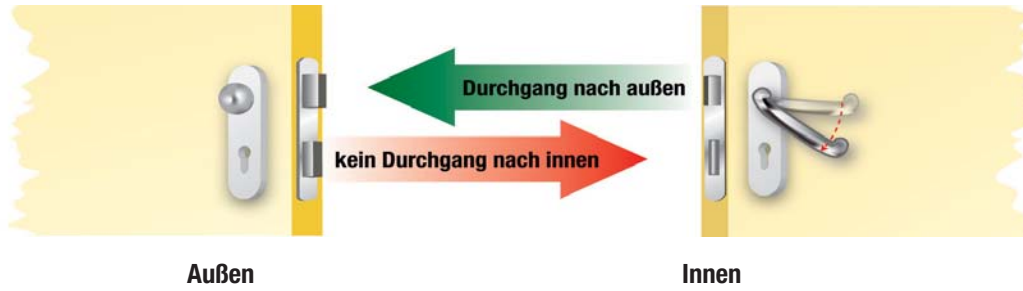 Durchgang nach außen
kein Durchgang nach innen
Außen
Innen